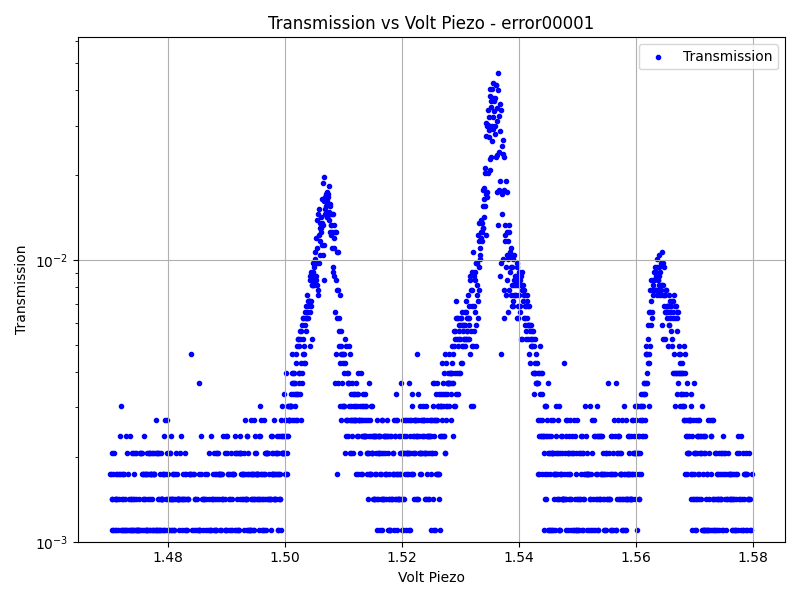 Transmission vs Volt Piezo - error00001
Transmission
Transmission
10⁻²
10⁻³
1.48 1.50 1.52 1.54 1.56 1.58
Volt Piezo